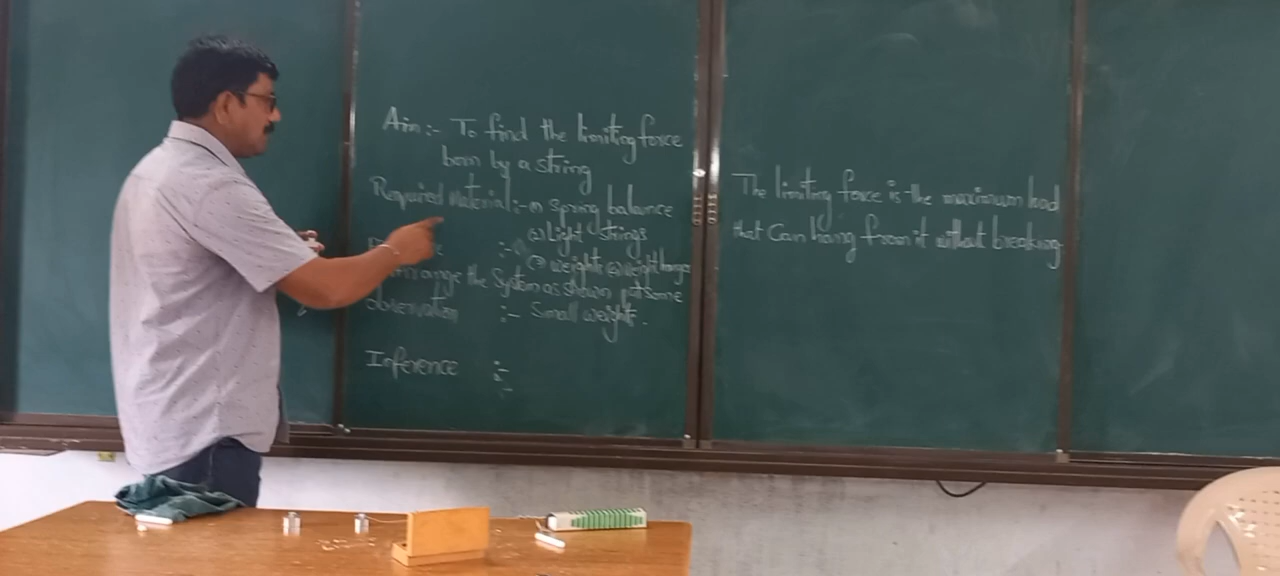 Aim :- To find the limiting force
born by a string
Required Material :- (1) Spring balance
(2) Light strings
:- (3) weights (4) weight hanger
Arrange the System as shown put some
observation :- Small weights.
Inference :-
The limiting force is the maximum load
that Can hang from it without breaking.